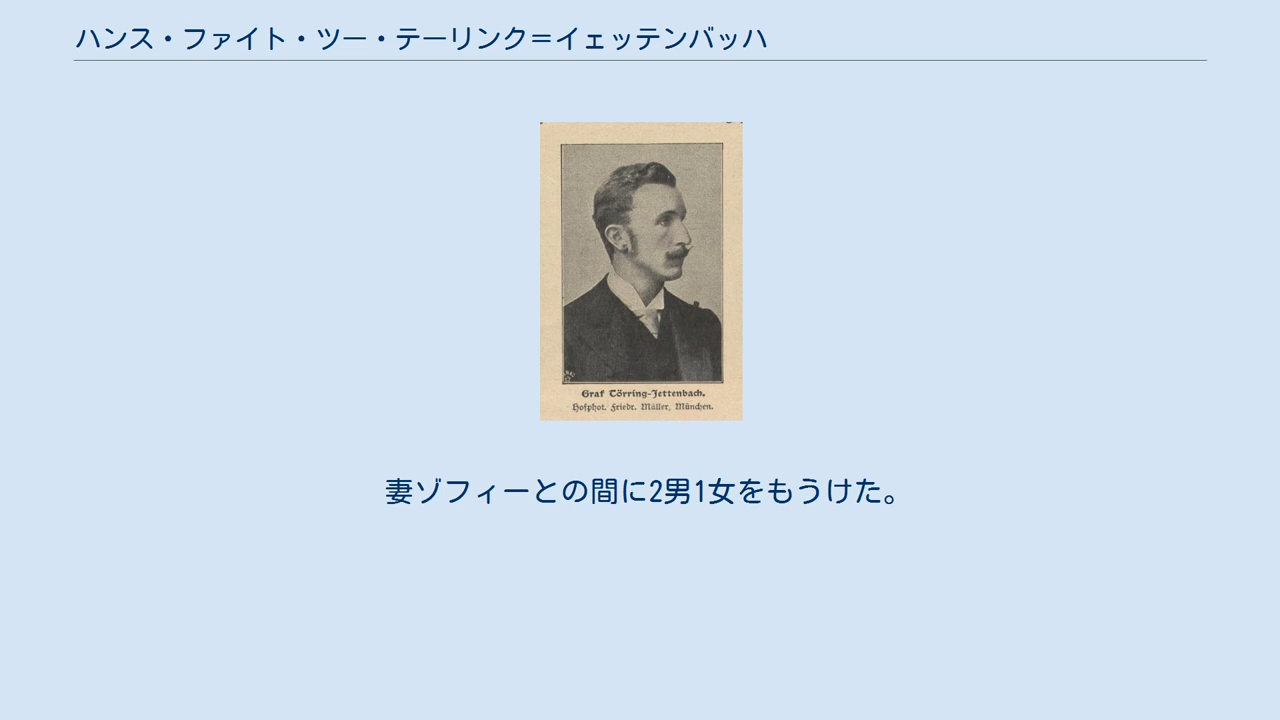 ハンス・ファイト・ツー・テーリンク＝イェッテンバッハ
Graf Törring-Jettenbach.
Hofphot. Friedr. Müller, München.
妻ゾフィーとの間に2男1女をもうけた。